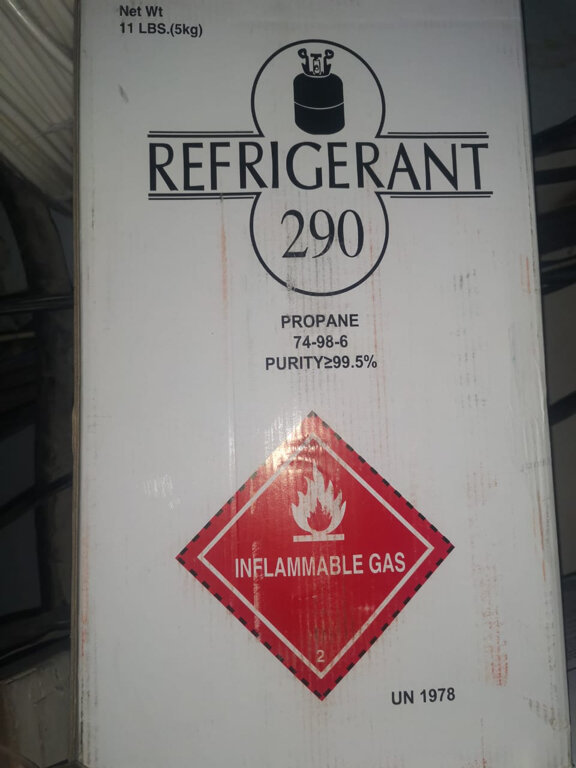 Net Wt
11 LBS.(5kg)
REFRIGERANT
290
PROPANE
74-98-6
PURITY≥99.5%
INFLAMMABLE GAS
2
UN 1978